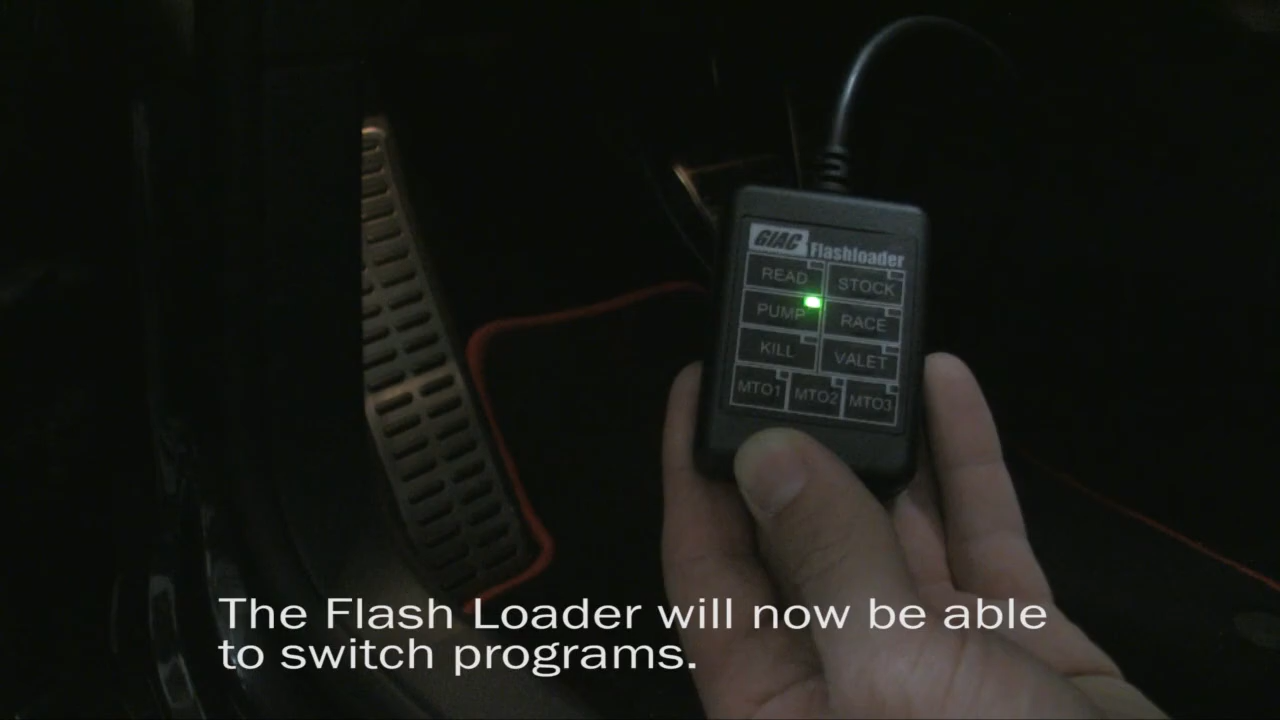 GIAC Flashloader
READ STOCK
PUMP RACE
KILL VALET
MTO1 MTO2 MTO3
The Flash Loader will now be able
to switch programs.